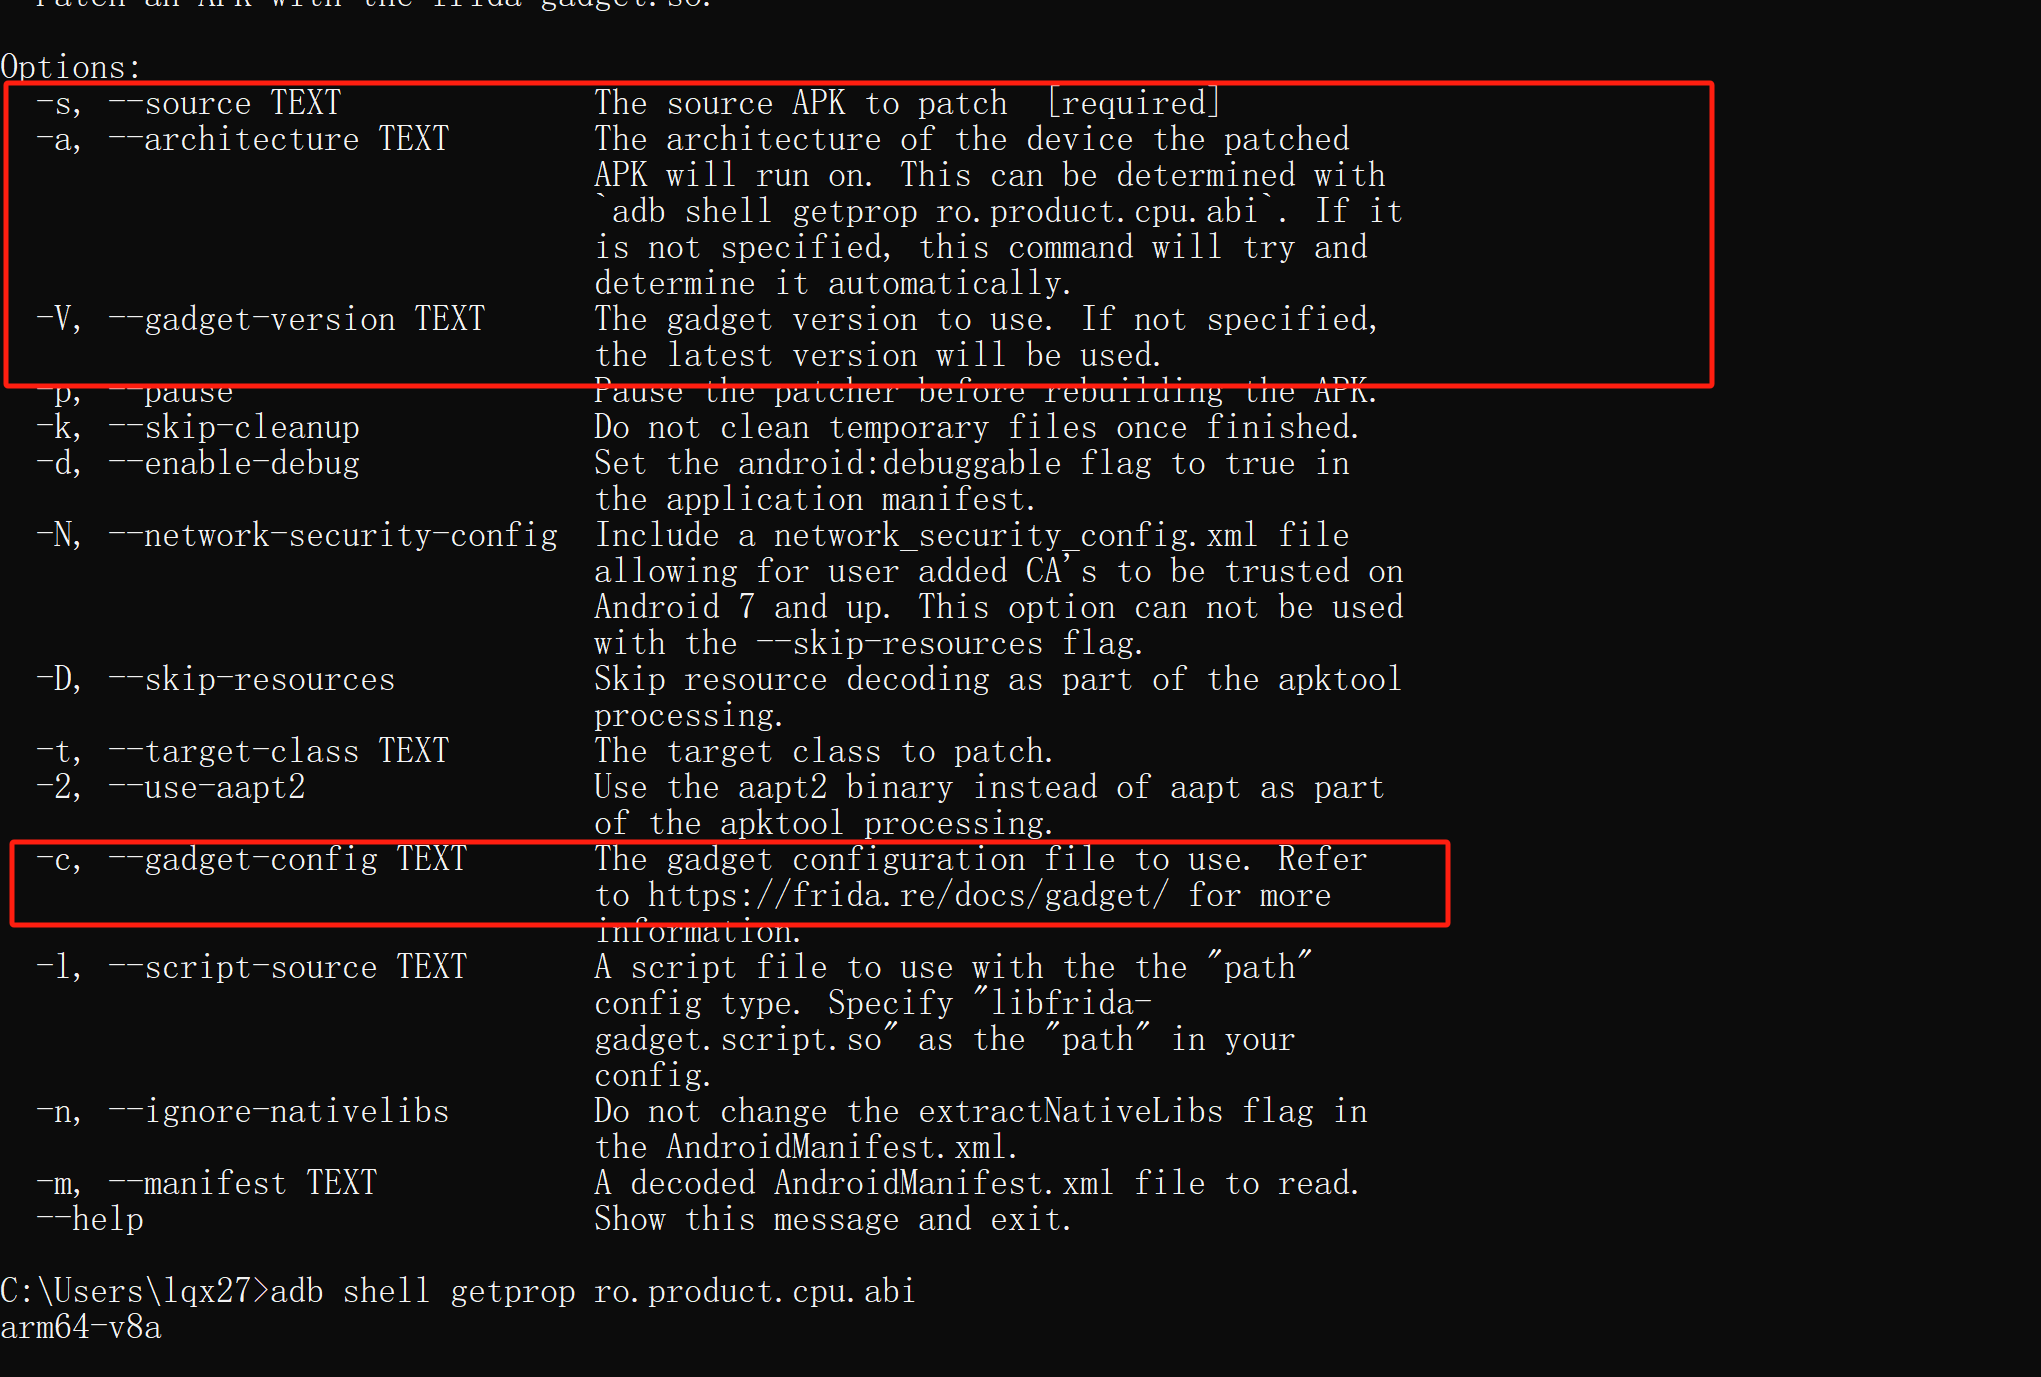 Patch an APK with the frida-gadget.so.
Options:
-s, --source TEXT The source APK to patch [required]
-a, --architecture TEXT The architecture of the device the patched
APK will run on. This can be determined with
`adb shell getprop ro.product.cpu.abi`. If it
is not specified, this command will try and
determine it automatically.
-V, --gadget-version TEXT The gadget version to use. If not specified,
the latest version will be used.
-p, --pause Pause the patcher before rebuilding the APK.
-k, --skip-cleanup Do not clean temporary files once finished.
-d, --enable-debug Set the android:debuggable flag to true in
the application manifest.
-N, --network-security-config Include a network_security_config.xml file
allowing for user added CA's to be trusted on
Android 7 and up. This option can not be used
with the --skip-resources flag.
-D, --skip-resources Skip resource decoding as part of the apktool
processing.
-t, --target-class TEXT The target class to patch.
-2, --use-aapt2 Use the aapt2 binary instead of aapt as part
of the apktool processing.
-c, --gadget-config TEXT The gadget configuration file to use. Refer
to https://frida.re/docs/gadget/ for more
information.
-l, --script-source TEXT A script file to use with the the "path"
config type. Specify "libfrida-
gadget.script.so" as the "path" in your
config.
-n, --ignore-nativelibs Do not change the extractNativeLibs flag in
the AndroidManifest.xml.
-m, --manifest TEXT A decoded AndroidManifest.xml file to read.
--help Show this message and exit.
C:\Users\lqx27>adb shell getprop ro.product.cpu.abi
arm64-v8a